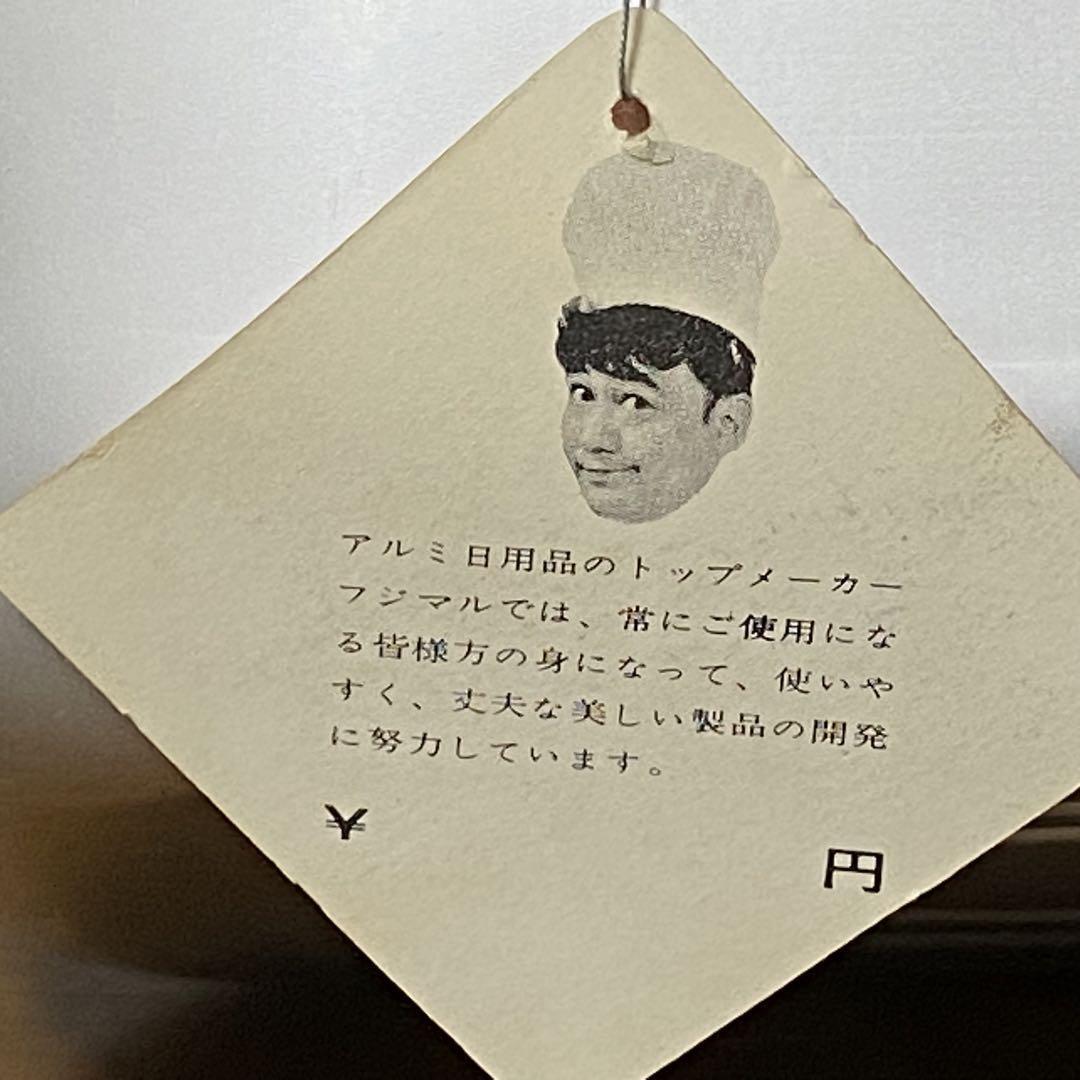 アルミ日用品のトップメーカー
フジマルでは、常にご使用にな
る皆様方の身になって、使いや
すく、丈夫な美しい製品の開発
に努力しています。
¥ 円